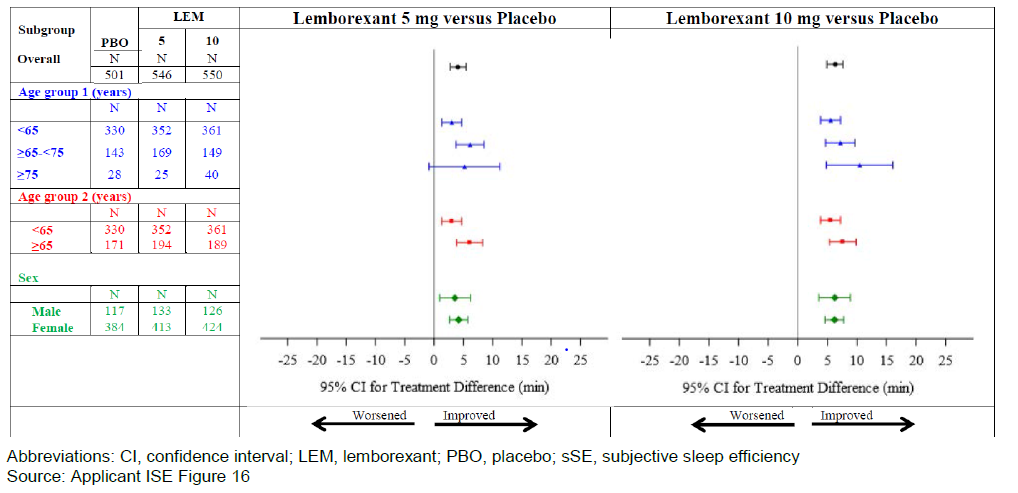 Subgroup LEM Lemborexant 5 mg versus Placebo Lemborexant 10 mg versus Placebo
PBO 5 10
Overall N N N
501 546 550
Age group 1 (years)
N N N
<65 330 352 361
≥65-<75 143 169 149
≥75 28 25 40
Age group 2 (years)
N N N
<65 330 352 361
≥65 171 194 189
Sex
N N N
Male 117 133 126
Female 384 413 424
-25 -20 -15 -10 -5 0 5 10 15 20 25 -25 -20 -15 -10 -5 0 5 10 15 20 25
95% CI for Treatment Difference (min) 95% CI for Treatment Difference (min)
Worsened Improved Worsened Improved
Abbreviations: CI, confidence interval; LEM, lemborexant; PBO, placebo; sSE, subjective sleep efficiency
Source: Applicant ISE Figure 16